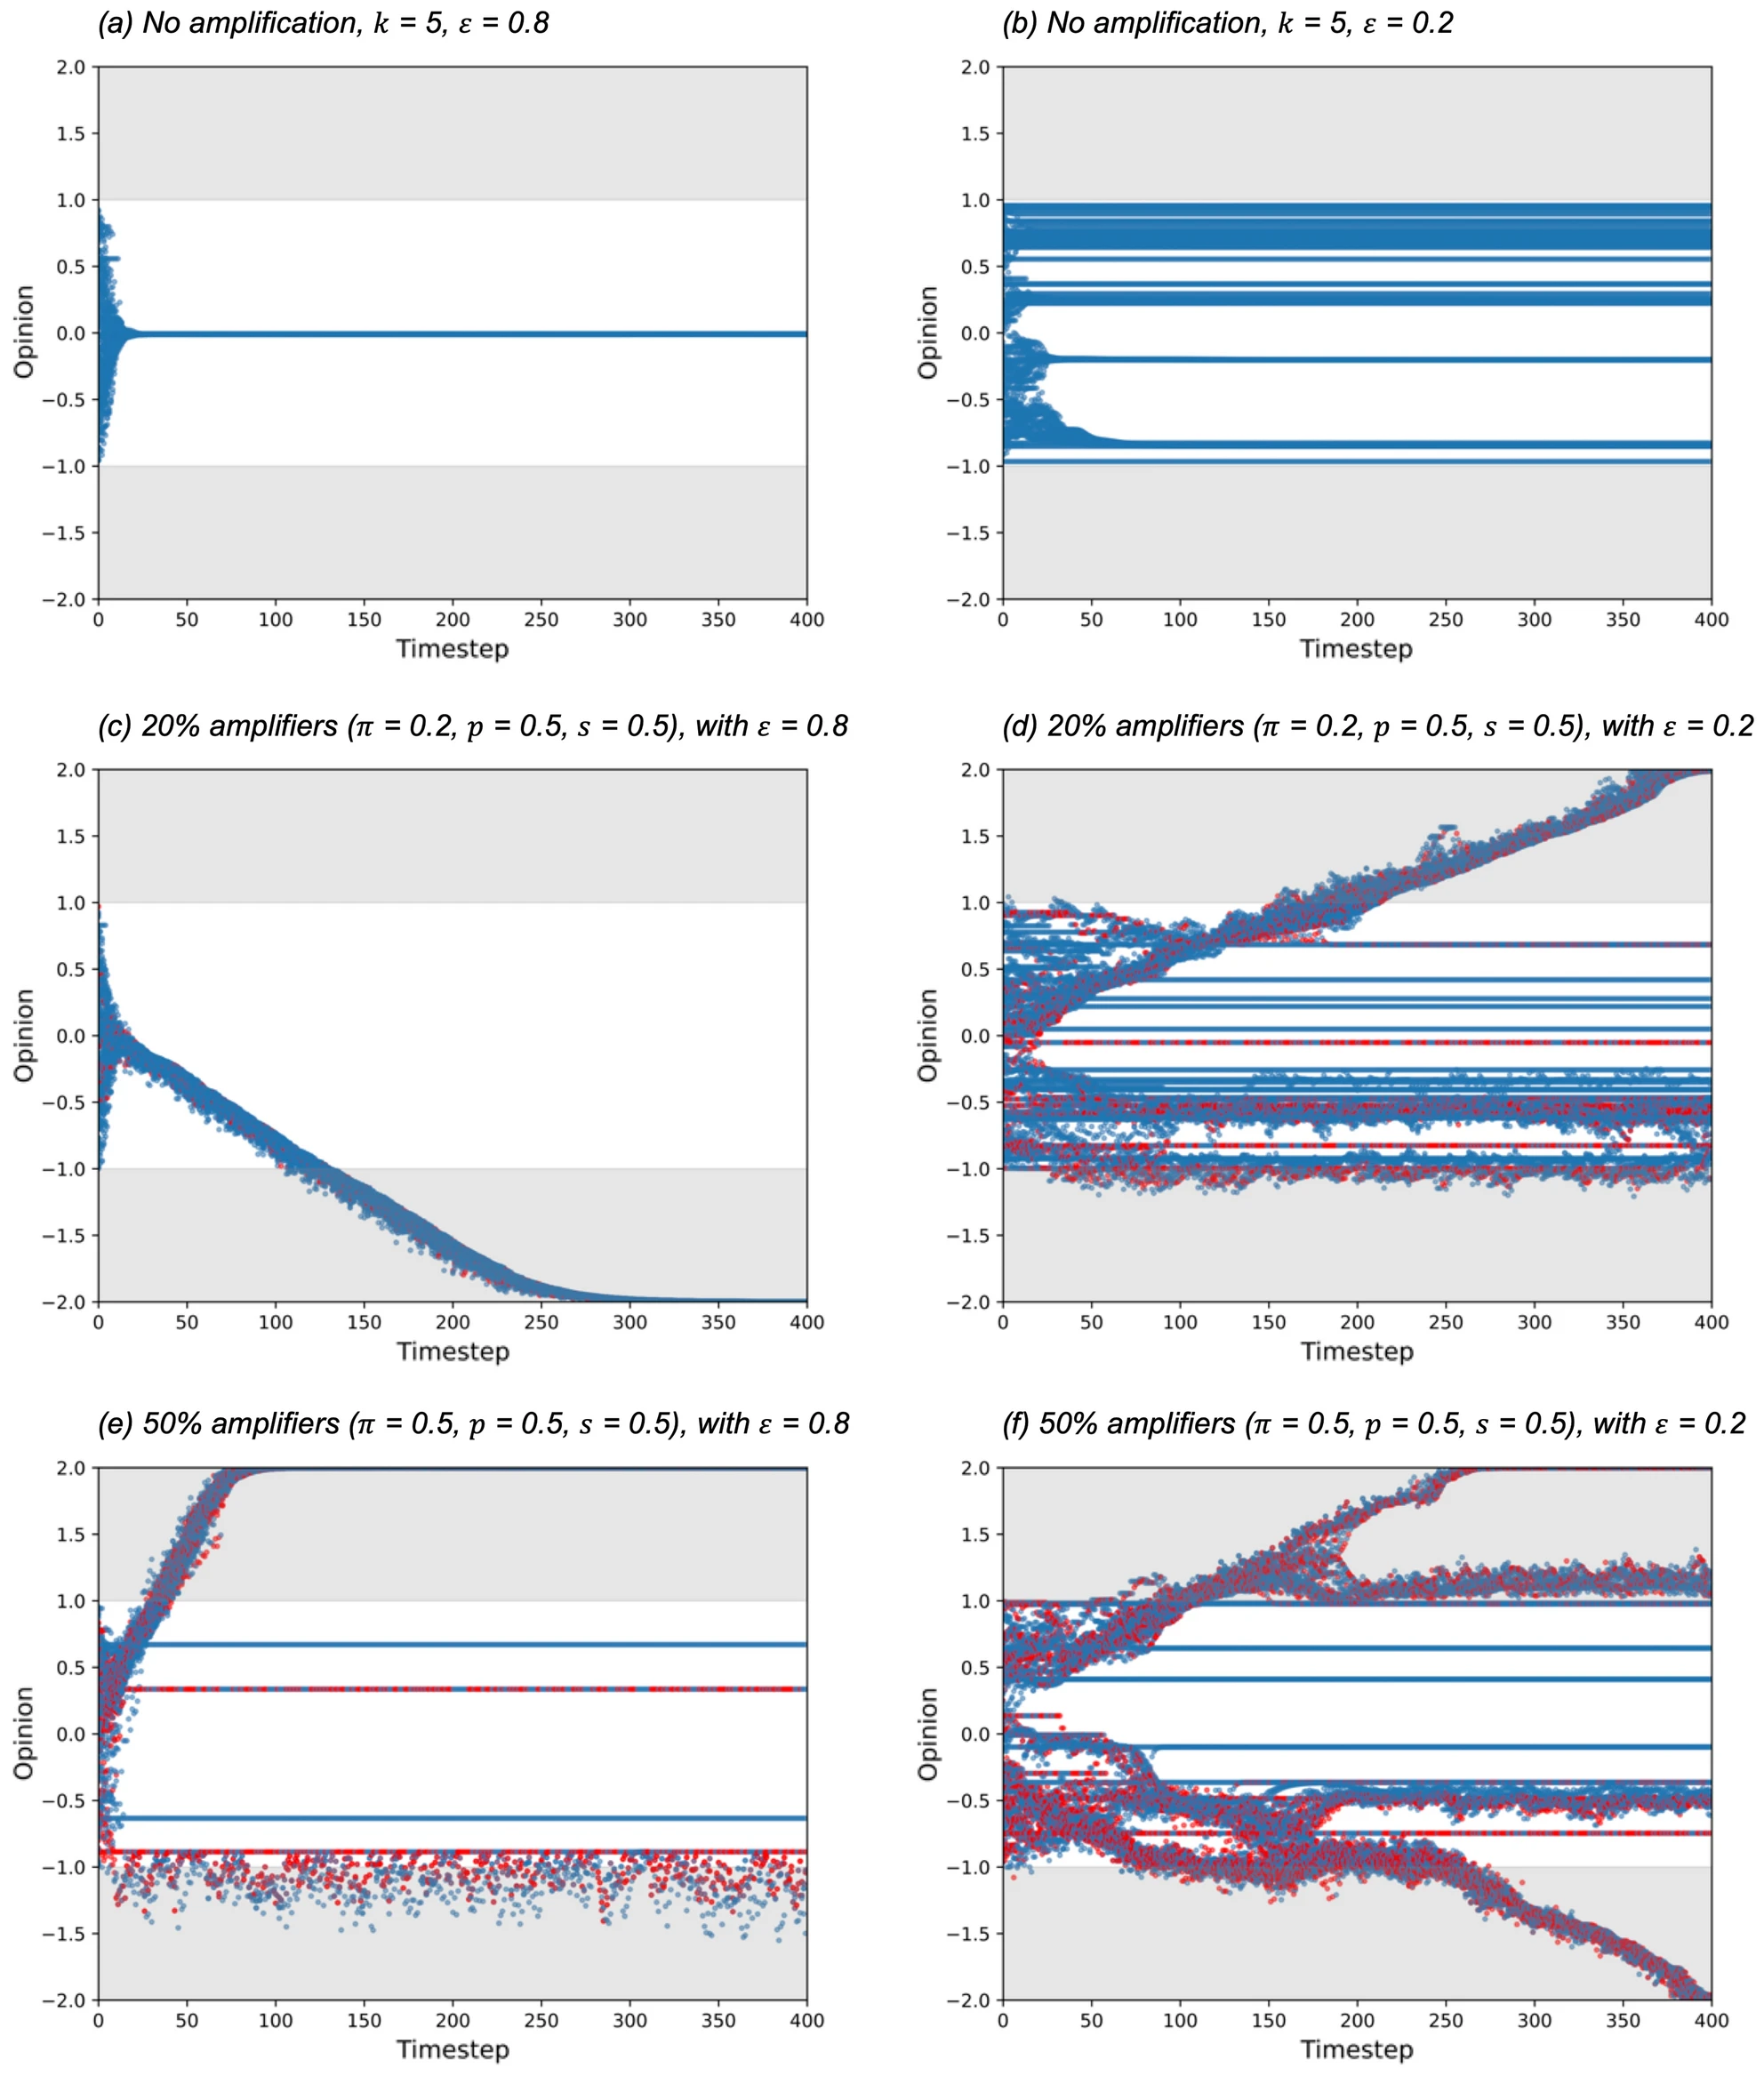 (a) No amplification, k = 5, ε = 0.8
(b) No amplification, k = 5, ε = 0.2
2.0
1.5
1.0
0.5
0.0
−0.5
−1.0
−1.5
−2.0
Opinion
0 50 100 150 200 250 300 350 400
Timestep
2.0
1.5
1.0
0.5
0.0
−0.5
−1.0
−1.5
−2.0
Opinion
0 50 100 150 200 250 300 350 400
Timestep
(c) 20% amplifiers (π = 0.2, p = 0.5, s = 0.5), with ε = 0.8
(d) 20% amplifiers (π = 0.2, p = 0.5, s = 0.5), with ε = 0.2
2.0
1.5
1.0
0.5
0.0
−0.5
−1.0
−1.5
−2.0
Opinion
0 50 100 150 200 250 300 350 400
Timestep
2.0
1.5
1.0
0.5
0.0
−0.5
−1.0
−1.5
−2.0
Opinion
0 50 100 150 200 250 300 350 400
Timestep
(e) 50% amplifiers (π = 0.5, p = 0.5, s = 0.5), with ε = 0.8
(f) 50% amplifiers (π = 0.5, p = 0.5, s = 0.5), with ε = 0.2
2.0
1.5
1.0
0.5
0.0
−0.5
−1.0
−1.5
−2.0
Opinion
0 50 100 150 200 250 300 350 400
Timestep
2.0
1.5
1.0
0.5
0.0
−0.5
−1.0
−1.5
−2.0
Opinion
0 50 100 150 200 250 300 350 400
Timestep